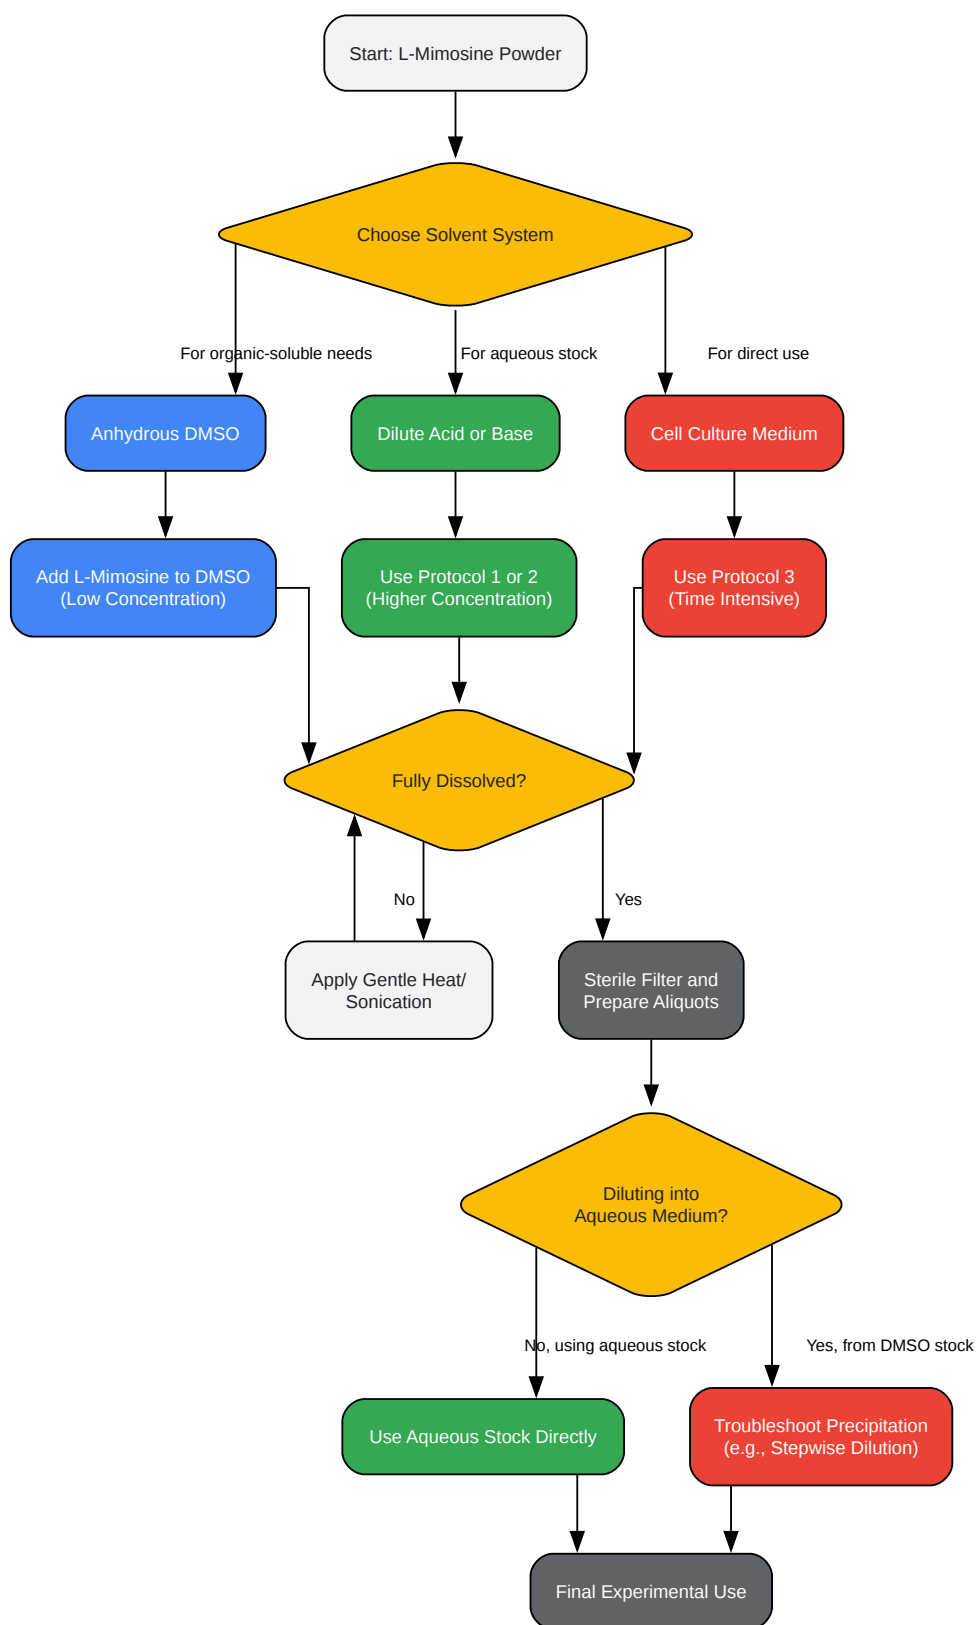 Start: L-Mimosine Powder
Choose Solvent System
For organic-soluble needs
For aqueous stock
For direct use
Anhydrous DMSO
Dilute Acid or Base
Cell Culture Medium
Add L-Mimosine to DMSO
(Low Concentration)
Use Protocol 1 or 2
(Higher Concentration)
Use Protocol 3
(Time Intensive)
Fully Dissolved?
No
Yes
Apply Gentle Heat/
Sonication
Sterile Filter and
Prepare Aliquots
Diluting into
Aqueous Medium?
No, using aqueous stock
Yes, from DMSO stock
Use Aqueous Stock Directly
Troubleshoot Precipitation
(e.g., Stepwise Dilution)
Final Experimental Use